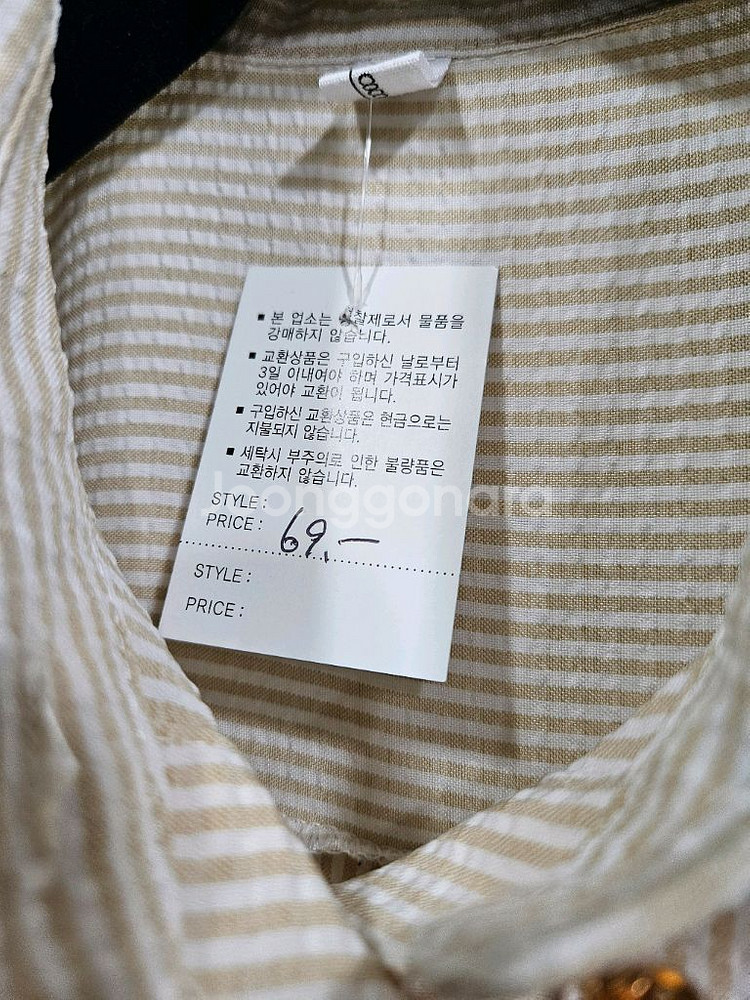 coco
■ 본 업소는 정찰제로서 물품을
강매하지 않습니다.
■ 교환상품은 구입하신 날로부터
3일 이내여야 하며 가격표시가
있어야 교환이 됩니다.
■ 구입하신 교환상품은 현금으로는
지불되지 않습니다.
■ 세탁시 부주의로 인한 불량품은
교환하지 않습니다.
Joonggonara
STYLE :
PRICE : 69,-
STYLE :
PRICE :